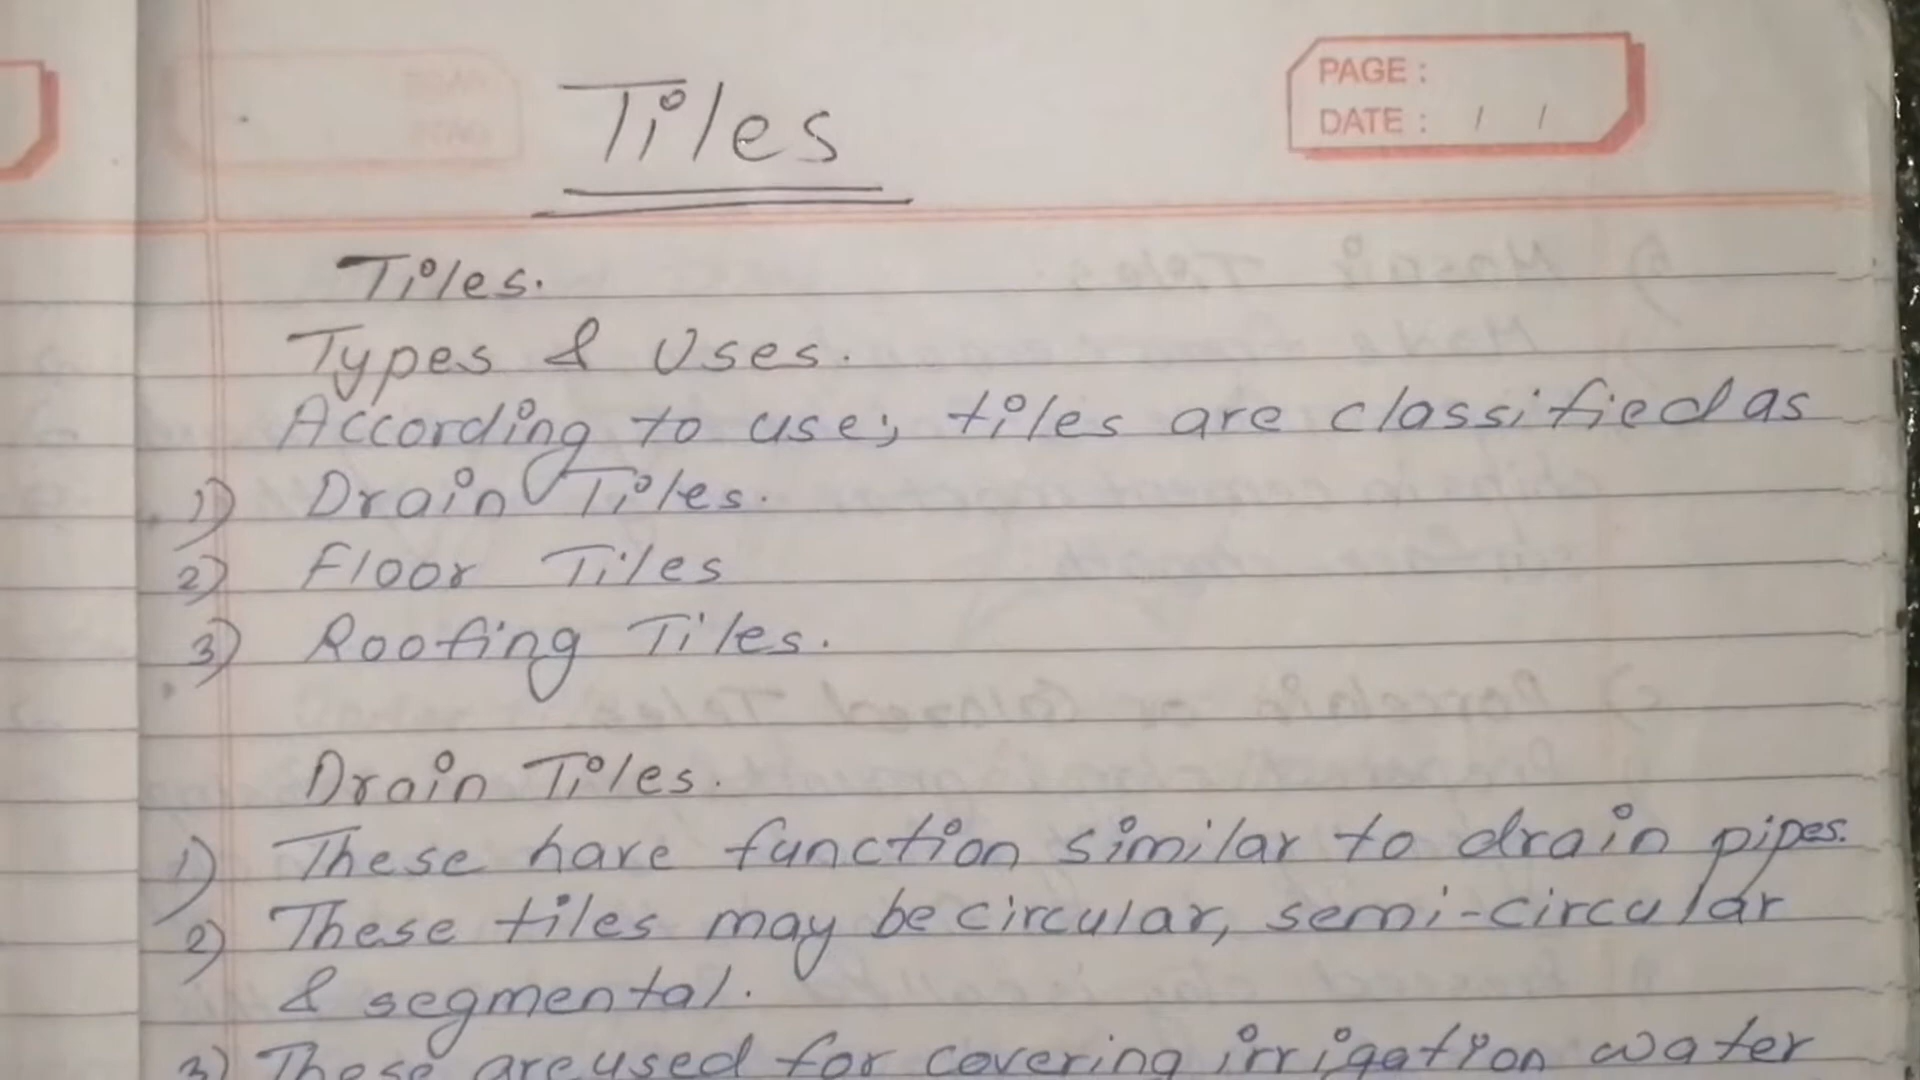 Tiles
PAGE :
DATE : / /
Tiles.
Types & Uses.
According to use; tiles are classified as
1) Drain Tiles.
2) Floor Tiles
3) Roofing Tiles.
Drain Tiles.
1) These have function similar to drain pipes.
2) These tiles may be circular, semi-circular
& segmental.
3) These are used for covering irrigation water